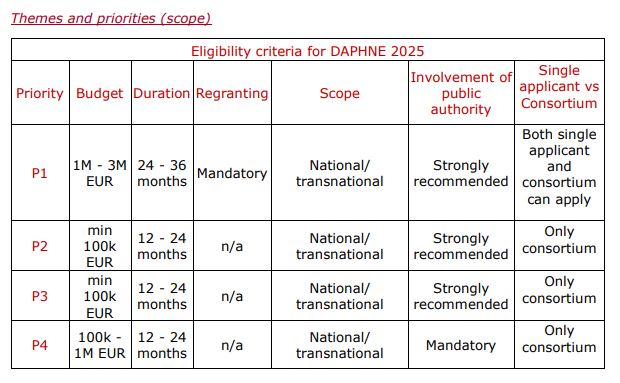 Themes and priorities (scope)
Eligibility criteria for DAPHNE 2025
Priority Budget Duration Regranting Scope Involvement of public authority Single applicant vs Consortium
P1 1M - 3M EUR 24 - 36 months Mandatory National/ transnational Strongly recommended Both single applicant and consortium can apply
P2 min 100k EUR 12 - 24 months n/a National/ transnational Strongly recommended Only consortium
P3 min 100k EUR 12 - 24 months n/a National/ transnational Strongly recommended Only consortium
P4 100k - 1M EUR 12 - 24 months n/a National/ transnational Mandatory Only consortium